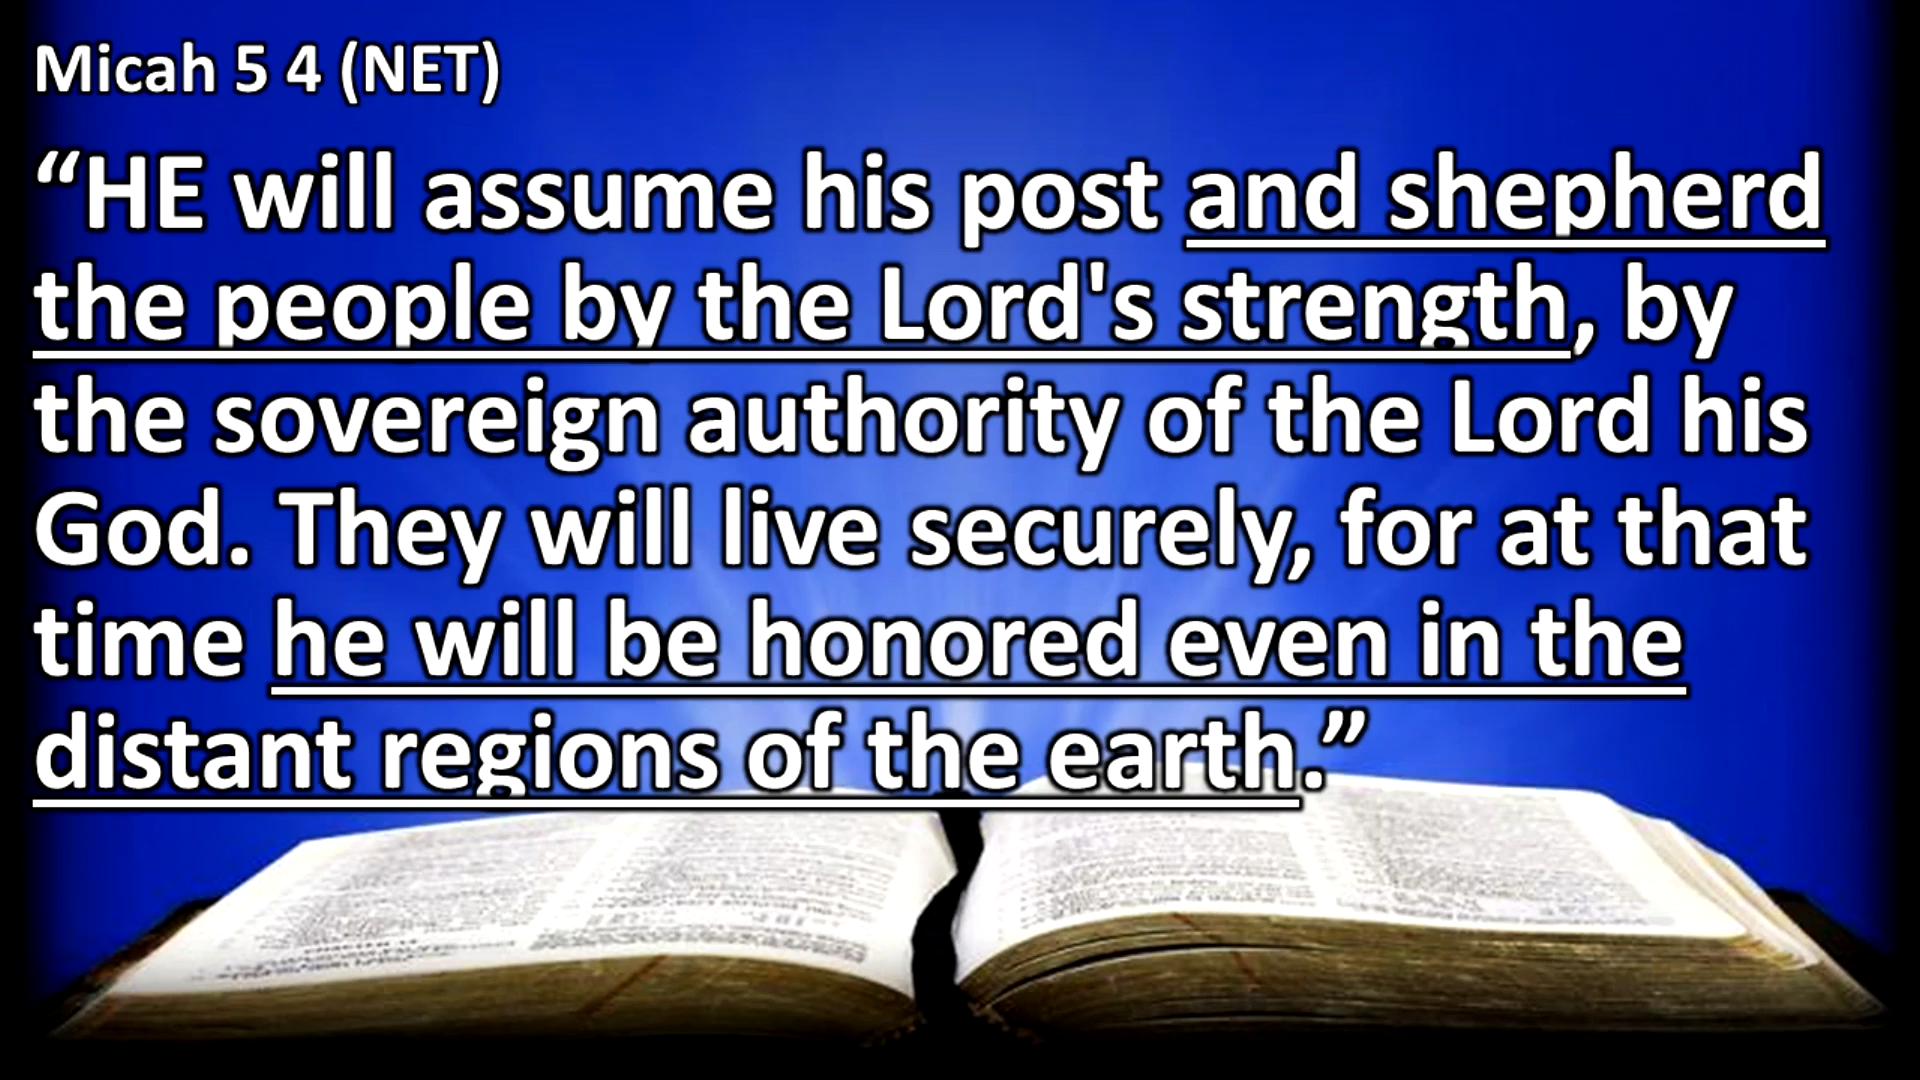 Micah 5 4 (NET)
“HE will assume his post and shepherd
the people by the Lord's strength, by
the sovereign authority of the Lord his
God. They will live securely, for at that
time he will be honored even in the
distant regions of the earth.”